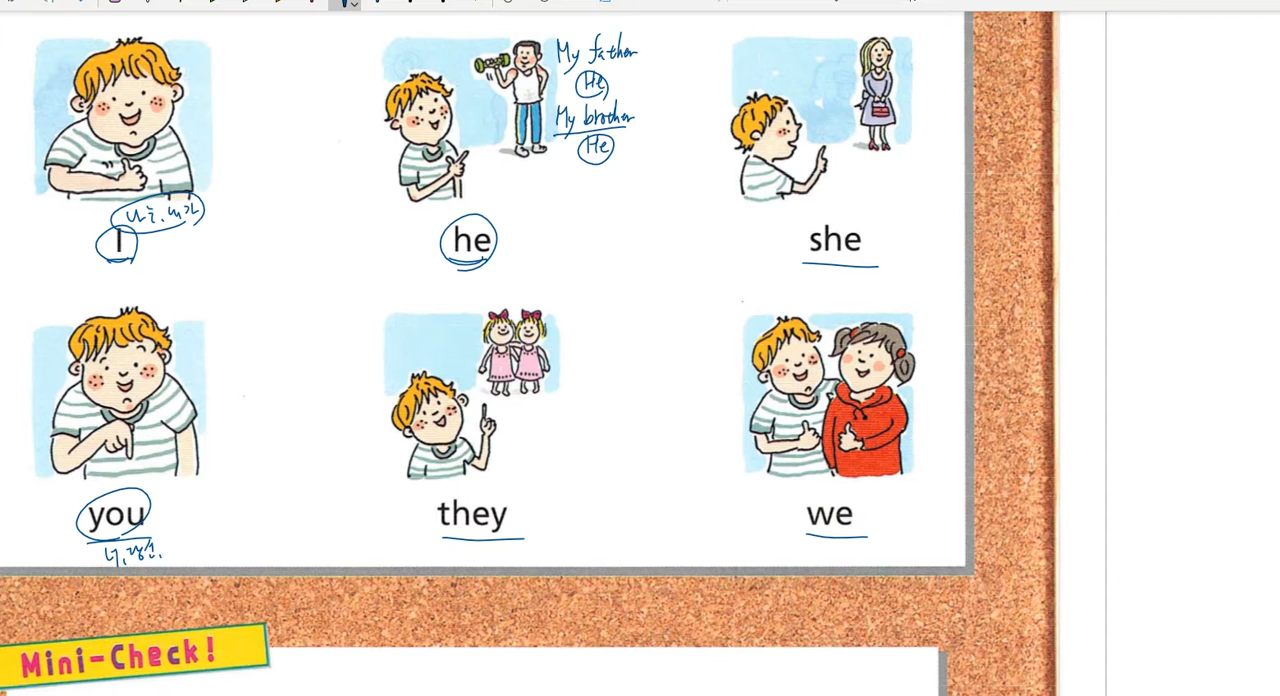 My father
He
My brother
He
나는, 내가
I
he
she
you
they
we
너, 당신.
Mini-Check!